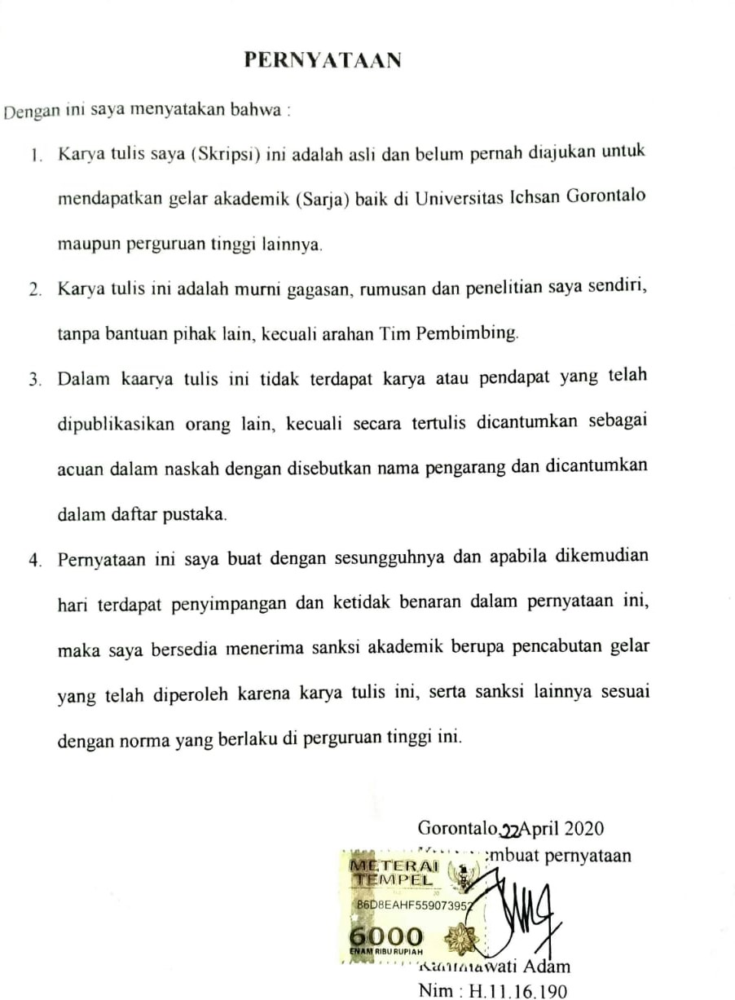 PERNYATAAN
Dengan ini saya menyatakan bahwa :
1. Karya tulis saya (Skripsi) ini adalah asli dan belum pernah diajukan untuk
mendapatkan gelar akademik (Sarja) baik di Universitas Ichsan Gorontalo
maupun perguruan tinggi lainnya.
2. Karya tulis ini adalah murni gagasan, rumusan dan penelitian saya sendiri,
tanpa bantuan pihak lain, kecuali arahan Tim Pembimbing.
3. Dalam kaarya tulis ini tidak terdapat karya atau pendapat yang telah
dipublikasikan orang lain, kecuali secara tertulis dicantumkan sebagai
acuan dalam naskah dengan disebutkan nama pengarang dan dicantumkan
dalam daftar pustaka.
4. Pernyataan ini saya buat dengan sesungguhnya dan apabila dikemudian
hari terdapat penyimpangan dan ketidak benaran dalam pernyataan ini,
maka saya bersedia menerima sanksi akademik berupa pencabutan gelar
yang telah diperoleh karena karya tulis ini, serta sanksi lainnya sesuai
dengan norma yang berlaku di perguruan tinggi ini.
Gorontalo,22April 2020
pernyataan
METERAI
TEMPEL
20
6000
ENAM RIBU RUPIAH
Adam
Nim : H.11.16.190